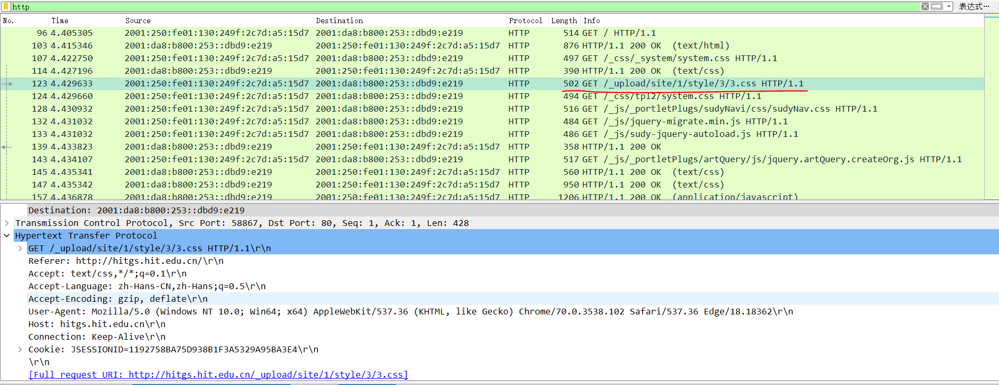 http 表达式…
No. Time Source Destination Protocol Length Info
96 4.405305 2001:250:fe01:130:249f:2c7d:a5:15d7 2001:da8:b800:253::dbd9:e219 HTTP 514 GET / HTTP/1.1
103 4.415346 2001:da8:b800:253::dbd9:e219 2001:250:fe01:130:249f:2c7d:a5:15d7 HTTP 876 HTTP/1.1 200 OK (text/html)
107 4.422750 2001:250:fe01:130:249f:2c7d:a5:15d7 2001:da8:b800:253::dbd9:e219 HTTP 497 GET /_css/_system/system.css HTTP/1.1
114 4.427196 2001:da8:b800:253::dbd9:e219 2001:250:fe01:130:249f:2c7d:a5:15d7 HTTP 390 HTTP/1.1 200 OK (text/css)
123 4.429633 2001:250:fe01:130:249f:2c7d:a5:15d7 2001:da8:b800:253::dbd9:e219 HTTP 502 GET /_upload/site/1/style/3/3.css HTTP/1.1
124 4.429660 2001:250:fe01:130:249f:2c7d:a5:15d7 2001:da8:b800:253::dbd9:e219 HTTP 494 GET /_css/tpl2/system.css HTTP/1.1
128 4.430932 2001:250:fe01:130:249f:2c7d:a5:15d7 2001:da8:b800:253::dbd9:e219 HTTP 516 GET /_js/_portletPlugs/sudyNavi/css/sudyNav.css HTTP/1.1
132 4.431032 2001:250:fe01:130:249f:2c7d:a5:15d7 2001:da8:b800:253::dbd9:e219 HTTP 484 GET /_js/jquery-migrate.min.js HTTP/1.1
133 4.431032 2001:250:fe01:130:249f:2c7d:a5:15d7 2001:da8:b800:253::dbd9:e219 HTTP 486 GET /_js/sudy-jquery-autoload.js HTTP/1.1
139 4.433823 2001:da8:b800:253::dbd9:e219 2001:250:fe01:130:249f:2c7d:a5:15d7 HTTP 358 HTTP/1.1 200 OK
143 4.434107 2001:250:fe01:130:249f:2c7d:a5:15d7 2001:da8:b800:253::dbd9:e219 HTTP 517 GET /_js/_portletPlugs/artQuery/js/jquery.artQuery.createOrg.js HTTP/1.1
145 4.435341 2001:da8:b800:253::dbd9:e219 2001:250:fe01:130:249f:2c7d:a5:15d7 HTTP 560 HTTP/1.1 200 OK (text/css)
147 4.435342 2001:da8:b800:253::dbd9:e219 2001:250:fe01:130:249f:2c7d:a5:15d7 HTTP 950 HTTP/1.1 200 OK (text/css)
157 4.436878 2001:da8:b800:253::dbd9:e219 2001:250:fe01:130:249f:2c7d:a5:15d7 HTTP 1206 HTTP/1.1 200 OK (application/javascript)
Destination: 2001:da8:b800:253::dbd9:e219
Transmission Control Protocol, Src Port: 58867, Dst Port: 80, Seq: 1, Ack: 1, Len: 428
Hypertext Transfer Protocol
GET /_upload/site/1/style/3/3.css HTTP/1.1\r\n
Referer: http://hitgs.hit.edu.cn/\r\n
Accept: text/css,*/*;q=0.1\r\n
Accept-Language: zh-Hans-CN,zh-Hans;q=0.5\r\n
Accept-Encoding: gzip, deflate\r\n
User-Agent: Mozilla/5.0 (Windows NT 10.0; Win64; x64) AppleWebKit/537.36 (KHTML, like Gecko) Chrome/70.0.3538.102 Safari/537.36 Edge/18.18362\r\n
Host: hitgs.hit.edu.cn\r\n
Connection: Keep-Alive\r\n
Cookie: JSESSIONID=1192758BA75D938B1F3A5329A95BA3E4\r\n
\r\n
[Full request URI: http://hitgs.hit.edu.cn/_upload/site/1/style/3/3.css]